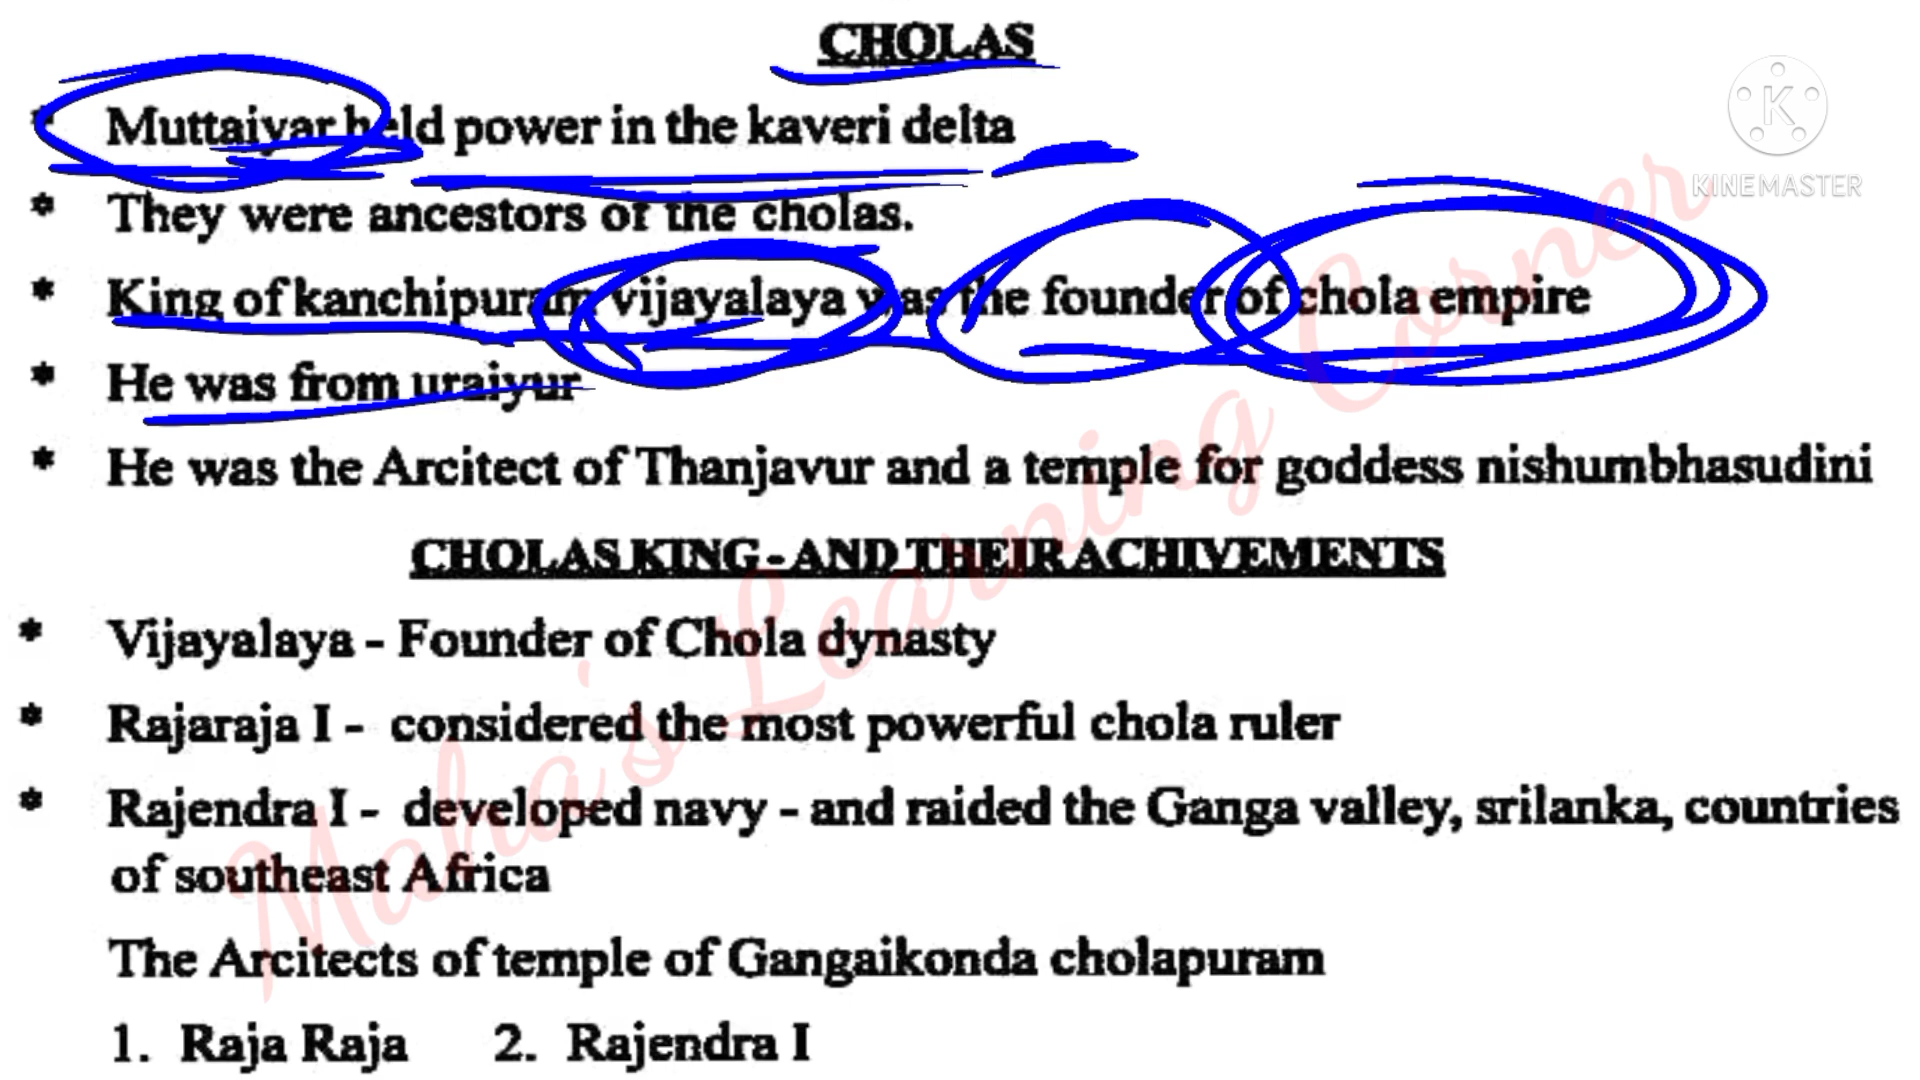 CHOLAS
* Muttaiyar held power in the kaveri delta
* They were ancestors of the cholas.
* King of kanchipuram vijayalaya was the founder of chola empire
* He was from uraiyur
* He was the Arcitect of Thanjavur and a temple for goddess nishumbhasudini
CHOLAS KING - AND THEIR ACHIVEMENTS
* Vijayalaya - Founder of Chola dynasty
* Rajaraja I - considered the most powerful chola ruler
* Rajendra I - developed navy - and raided the Ganga valley, srilanka, countries
of southeast Africa
The Arcitects of temple of Gangaikonda cholapuram
1. Raja Raja 2. Rajendra I
K
KINEMASTER
Maha's Learning Corner